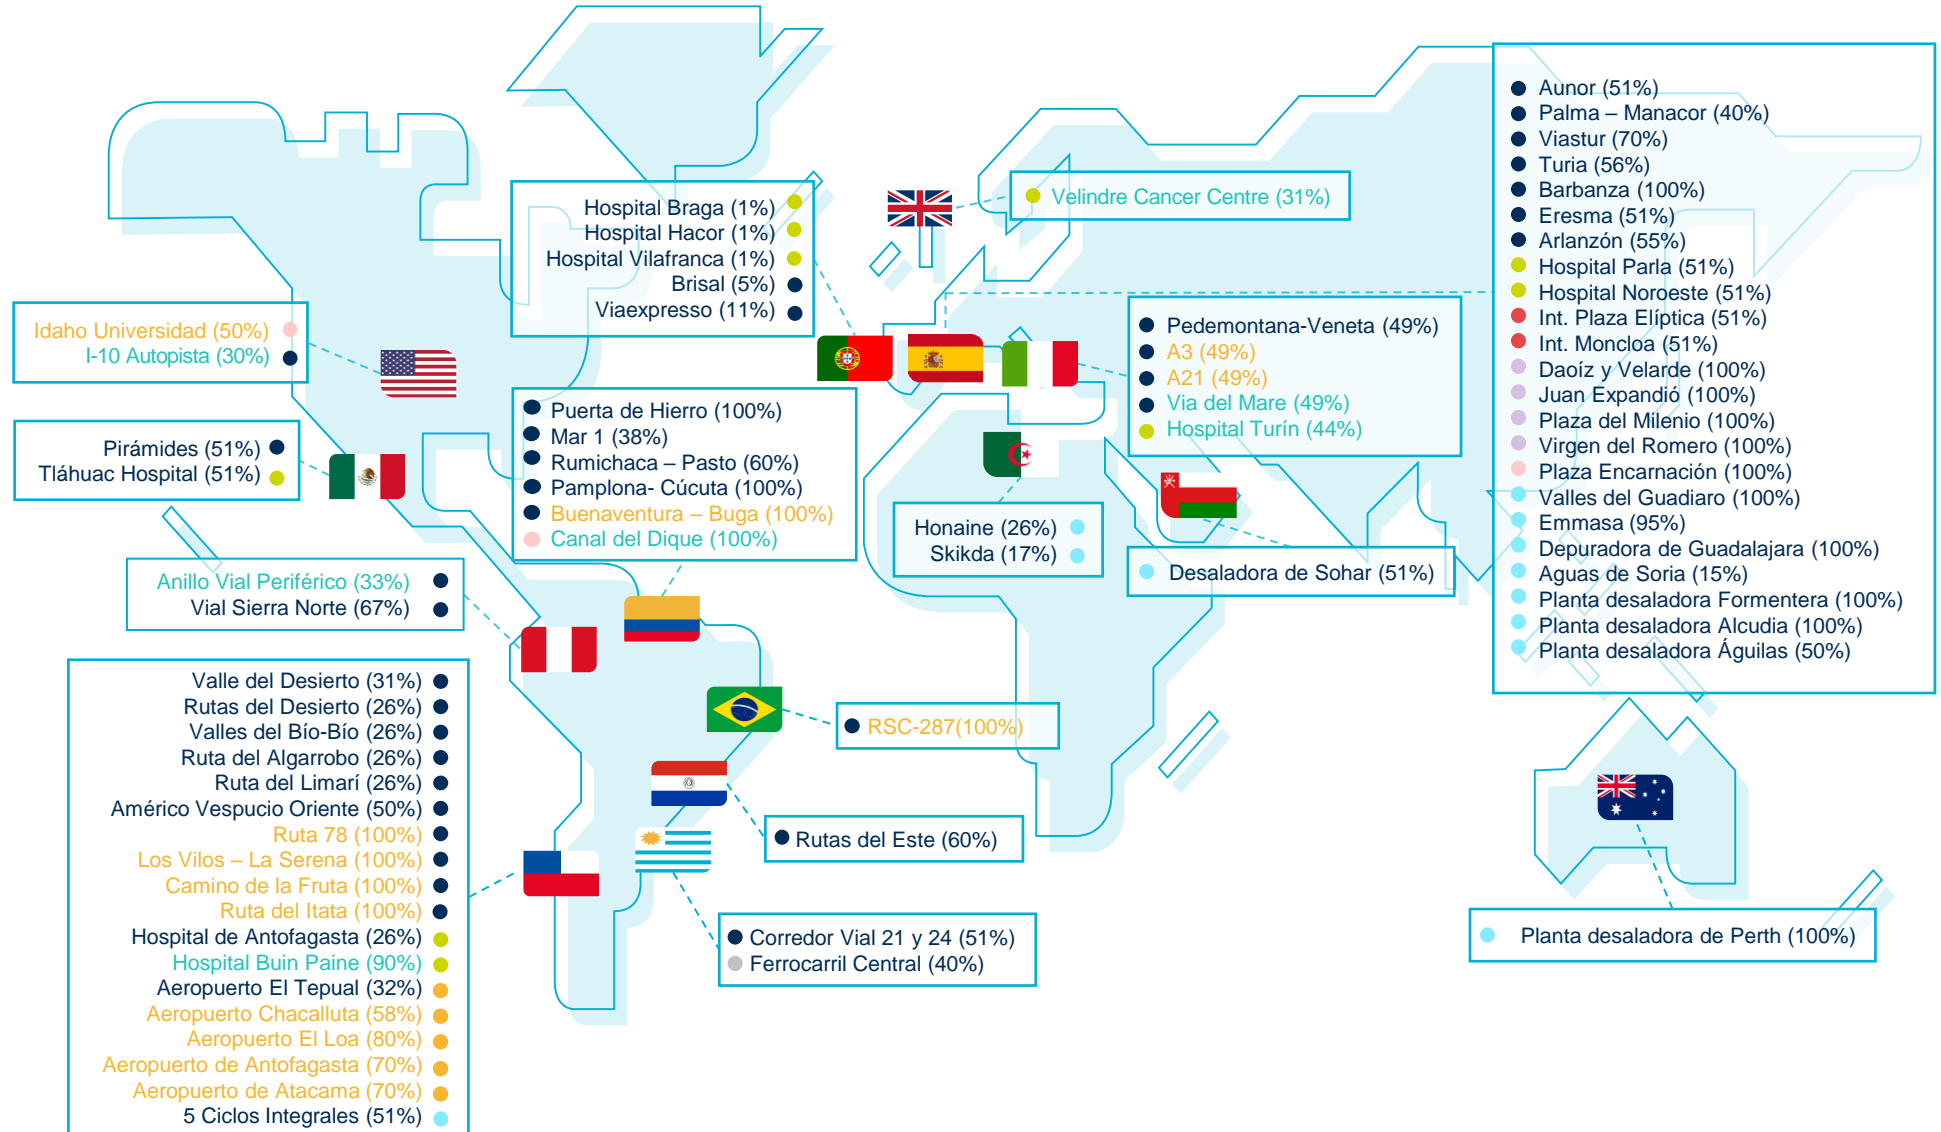 Aunor (51%)
Palma – Manacor (40%)
Viastur (70%)
Turia (56%)
Barbanza (100%)
Eresma (51%)
Arlanzón (55%)
Hospital Parla (51%)
Hospital Noroeste (51%)
Int. Plaza Elíptica (51%)
Int. Moncloa (51%)
Daoíz y Velarde (100%)
Juan Expandió (100%)
Plaza del Milenio (100%)
Virgen del Romero (100%)
Plaza Encarnación (100%)
Valles del Guadiaro (100%)
Emmasa (95%)
Depuradora de Guadalajara (100%)
Aguas de Soria (15%)
Planta desaladora Formentera (100%)
Planta desaladora Alcudia (100%)
Planta desaladora Águilas (50%)
Velindre Cancer Centre (31%)
Hospital Braga (1%)
Hospital Hacor (1%)
Hospital Vilafranca (1%)
Brisal (5%)
Viaexpresso (11%)
Idaho Universidad (50%)
I-10 Autopista (30%)
Pedemontana-Veneta (49%)
A3 (49%)
A21 (49%)
Via del Mare (49%)
Hospital Turín (44%)
Pirámides (51%)
Tláhuac Hospital (51%)
Puerta de Hierro (100%)
Mar 1 (38%)
Rumichaca – Pasto (60%)
Pamplona- Cúcuta (100%)
Buenaventura – Buga (100%)
Canal del Dique (100%)
Honaine (26%)
Skikda (17%)
Desaladora de Sohar (51%)
Anillo Vial Periférico (33%)
Vial Sierra Norte (67%)
Valle del Desierto (31%)
Rutas del Desierto (26%)
Valles del Bío-Bío (26%)
Ruta del Algarrobo (26%)
Ruta del Limarí (26%)
Américo Vespucio Oriente (50%)
Ruta 78 (100%)
Los Vilos – La Serena (100%)
Camino de la Fruta (100%)
Ruta del Itata (100%)
Hospital de Antofagasta (26%)
Hospital Buin Paine (90%)
Aeropuerto El Tepual (32%)
Aeropuerto Chacalluta (58%)
Aeropuerto El Loa (80%)
Aeropuerto de Antofagasta (70%)
Aeropuerto de Atacama (70%)
5 Ciclos Integrales (51%)
RSC-287(100%)
Rutas del Este (60%)
Corredor Vial 21 y 24 (51%)
Ferrocarril Central (40%)
Planta desaladora de Perth (100%)